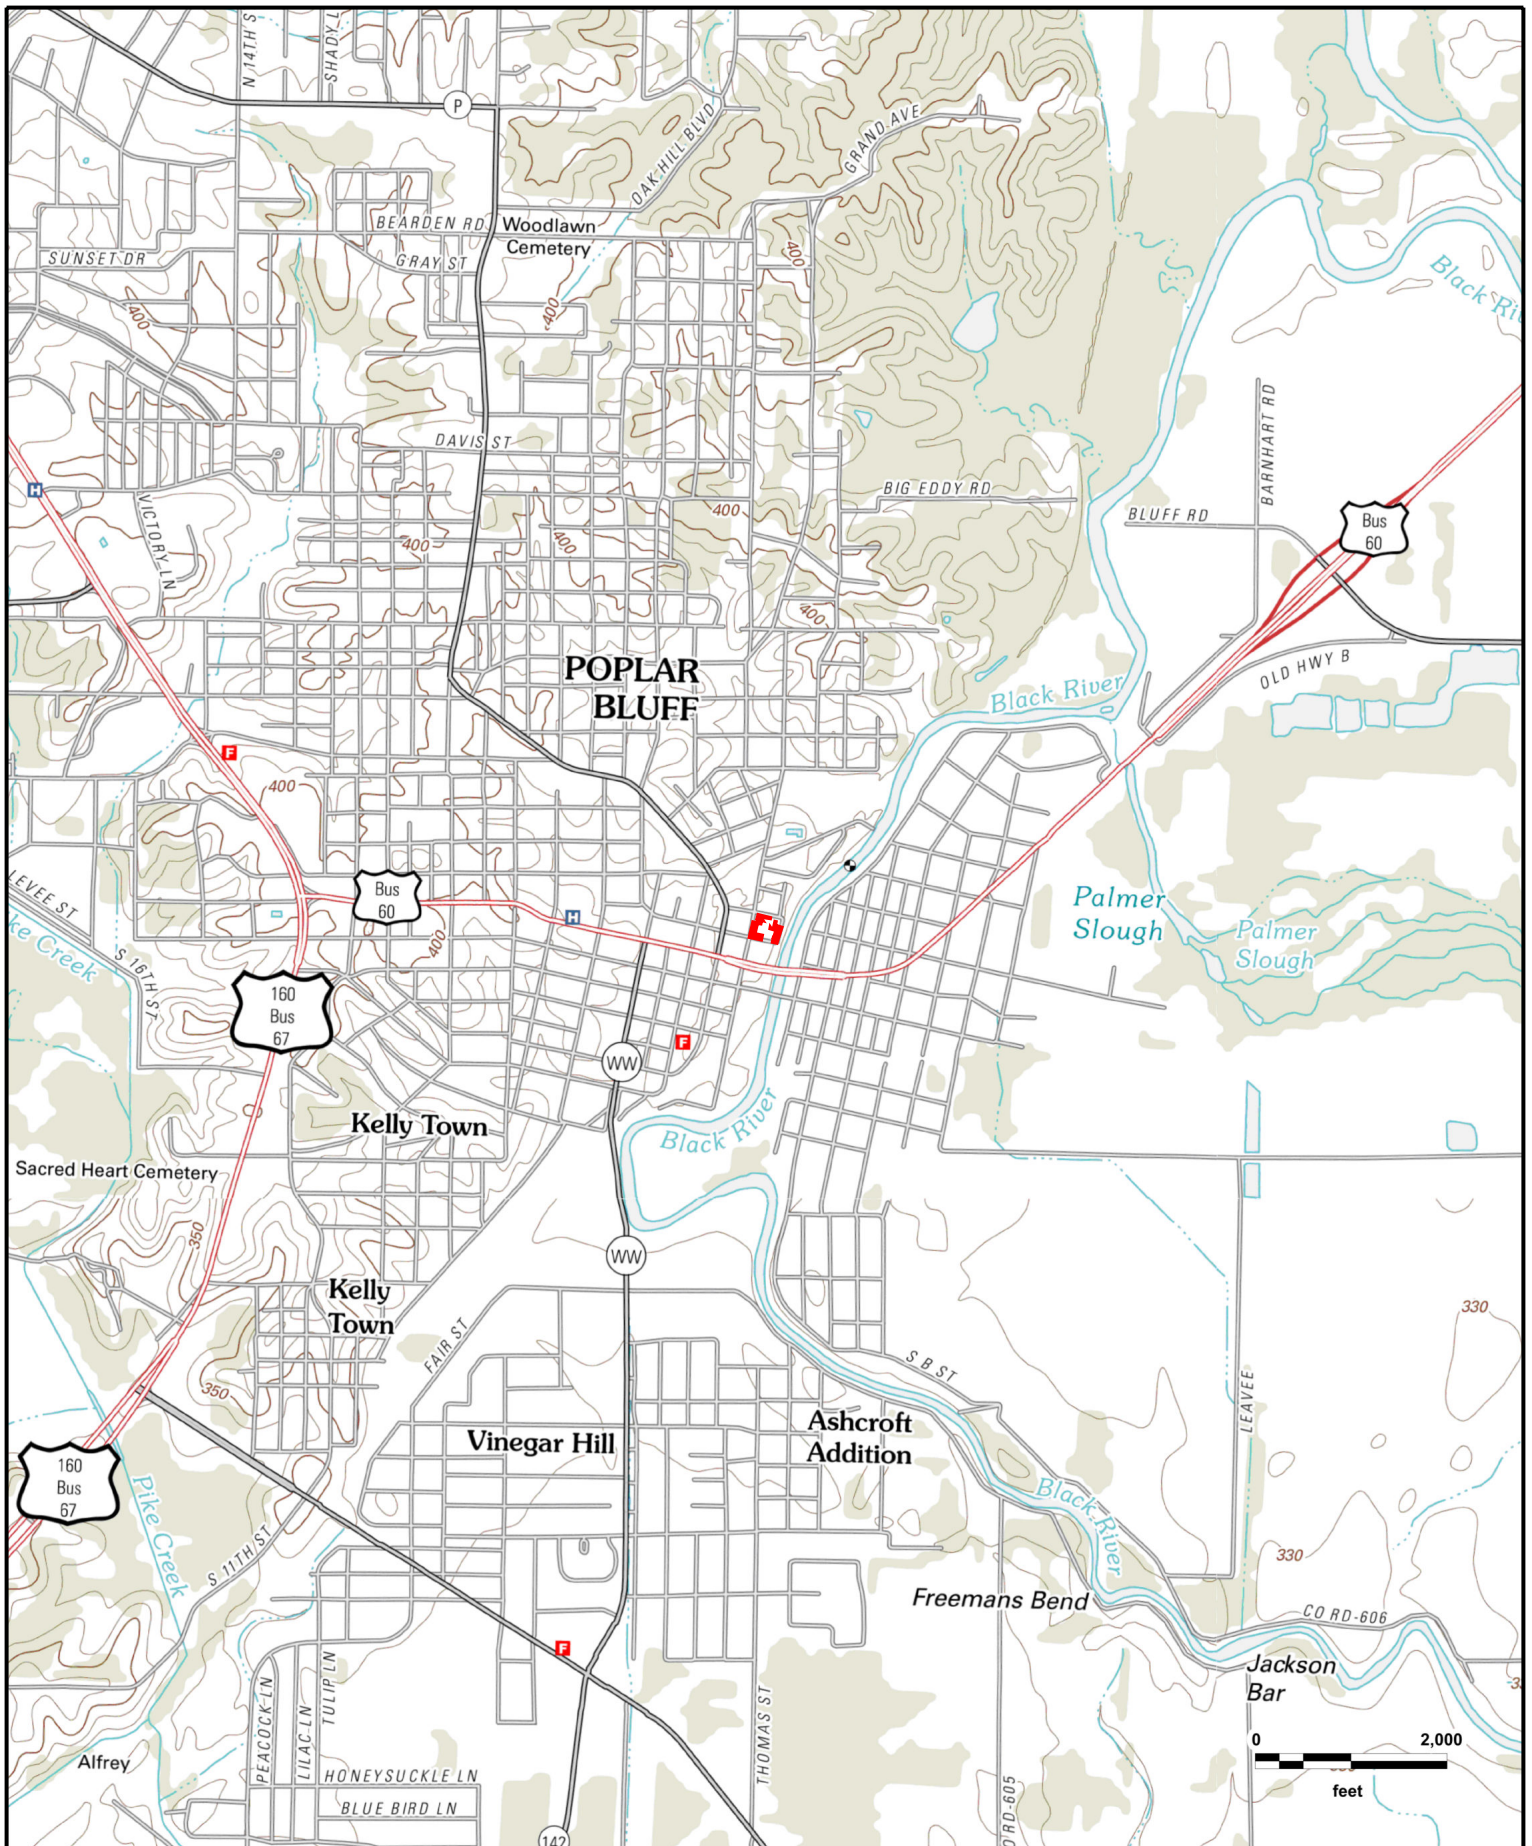 N 14TH S
SHADY L
P
OAK HILL BLVD
GRAND AVE
BEARDEN RD
Woodlawn
Cemetery
SUNSET DR
GRAY ST
400
400
400
Black Riv
DAVIS ST
BARNHART RD
H
VICTORY LN
BIG EDDY RD
400
BLUFF RD
Bus
60
400
400
400
POPLAR
BLUFF
OLD HWY B
Black River
F
400
LEVEE ST
Bus
60
Palmer
Slough
H
ke Creek
400
Palmer
Slough
S 16TH ST
160
Bus
67
F
WW
Kelly Town
Black River
Sacred Heart Cemetery
350
WW
Kelly
Town
330
FAIR ST
S B ST
350
LEAVEE
Ashcroft
Addition
Vinegar Hill
160
Bus
67
Pike Creek
Black River
S 11TH ST
330
Freemans Bend
CO RD-606
F
Jackson
Bar
PEACOCK LN
LILAC LN
TULIP LN
THOMAS ST
0
2,000
feet
Alfrey
HONEYSUCKLE LN
BLUE BIRD LN
O RD-605
142